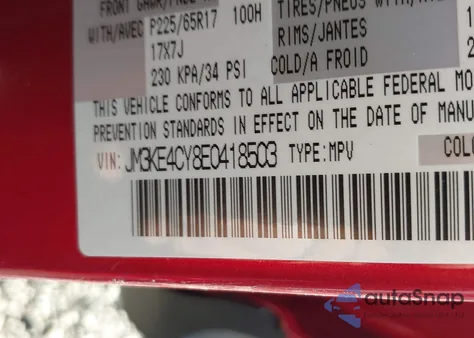 FRONT
TIRES/PNEUS
WITH/AVEC P225/65R17 100H
RIMS/JANTES
17X7J
COLD/A FROID
230 KPA/34 PSI
THIS VEHICLE CONFORMS TO ALL APPLICABLE FEDERAL MO
PREVENTION STANDARDS IN EFFECT ON THE DATE OF MANU
VIN: JM3KE4CY8E0418503 TYPE:MPV
COLO
autoSnap